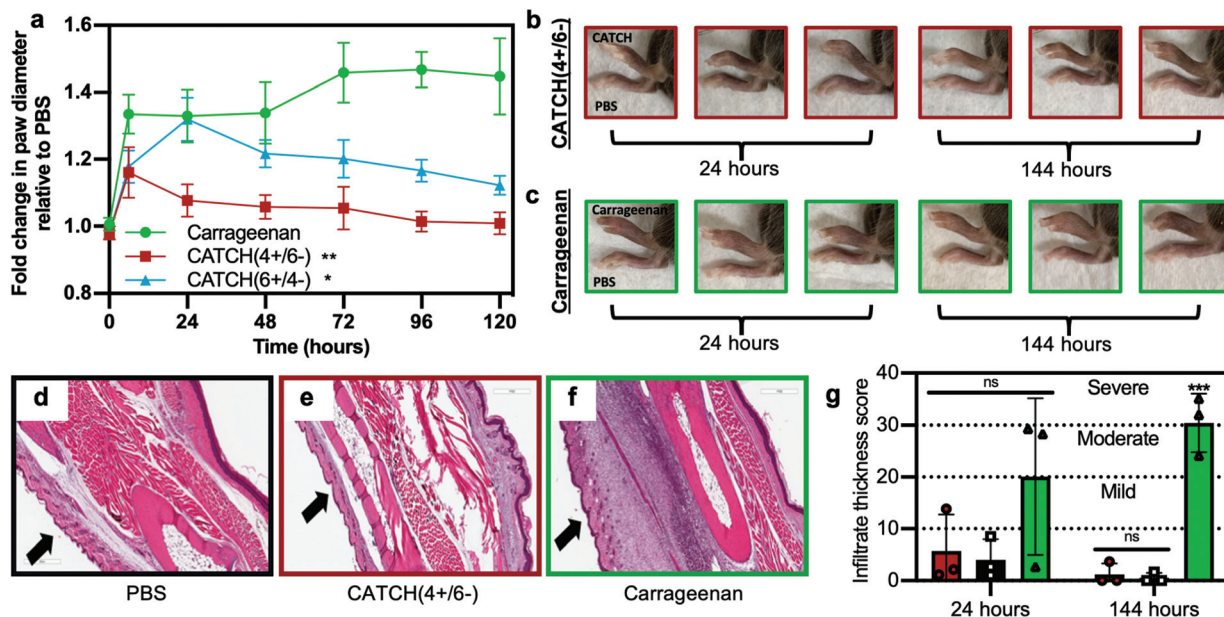 a
1.6
1.4
1.2
1.0
0.8
Fold change in paw diameter
relative to PBS
Carrageenan
CATCH(4+/6-) **
CATCH(6+/4-) *
0 24 48 72 96 120
Time (hours)
b
CATCH(4+/6-)
CATCH
PBS
24 hours
144 hours
c
Carrageenan
Carrageenan
PBS
24 hours
144 hours
d
PBS
e
CATCH(4+/6-)
f
Carrageenan
g
Infiltrate thickness score
40
30
20
10
0
ns
Severe
***
Moderate
Mild
ns
24 hours
144 hours